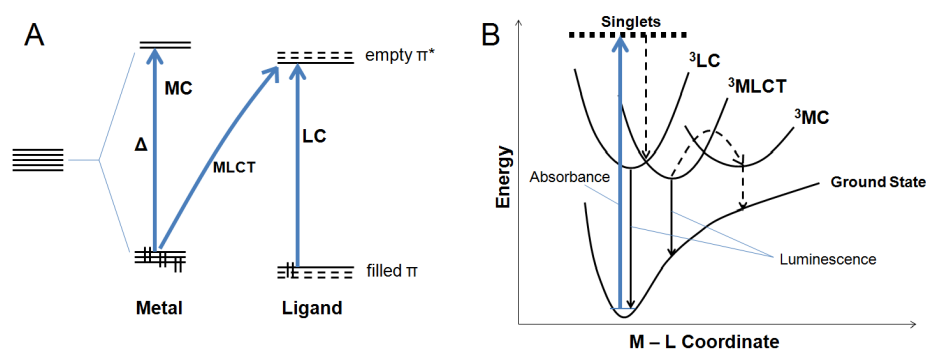 A
empty π*
MC
Δ
MLCT
LC
filled π
Metal
Ligand
B
Singlets
³LC
³MLCT
³MC
Energy
Absorbance
Ground State
Luminescence
M – L Coordinate